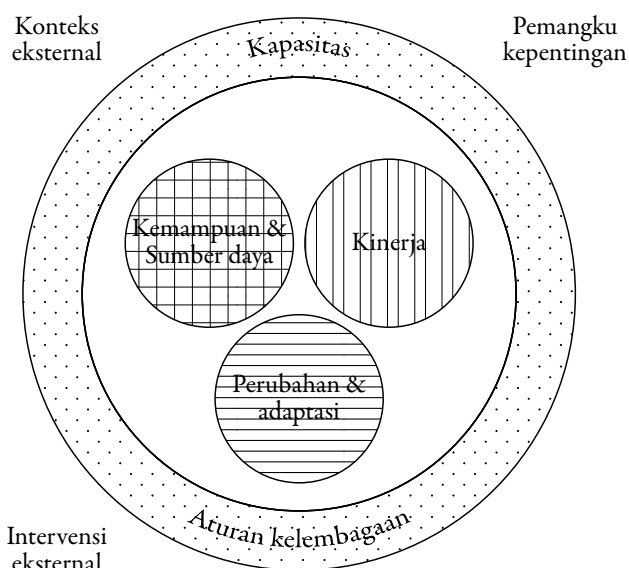 Konteks
eksternal
Pemangku
kepentingan
Kapasitas
Kemampuan &
Sumber daya
Kinerja
Perubahan &
adaptasi
Aturan kelembagaan
Intervensi
eksternal